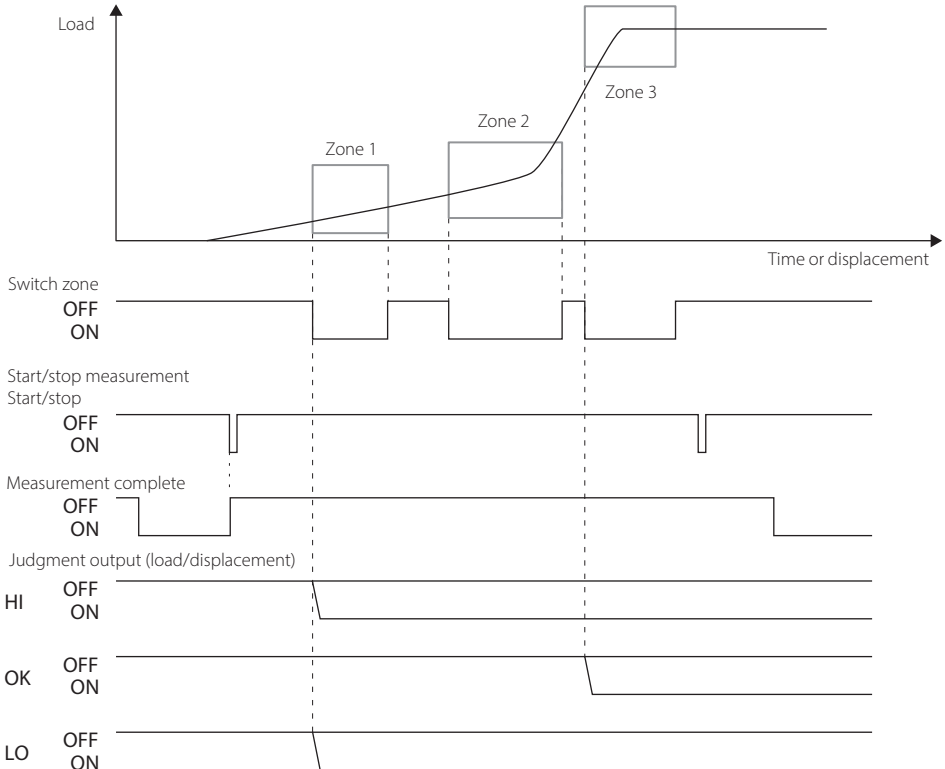 Load
Zone 3
Zone 2
Zone 1
Time or displacement
Switch zone
OFF
ON
Start/stop measurement
Start/stop
OFF
ON
Measurement complete
OFF
ON
Judgment output (load/displacement)
HI OFF
ON
OK OFF
ON
LO OFF
ON